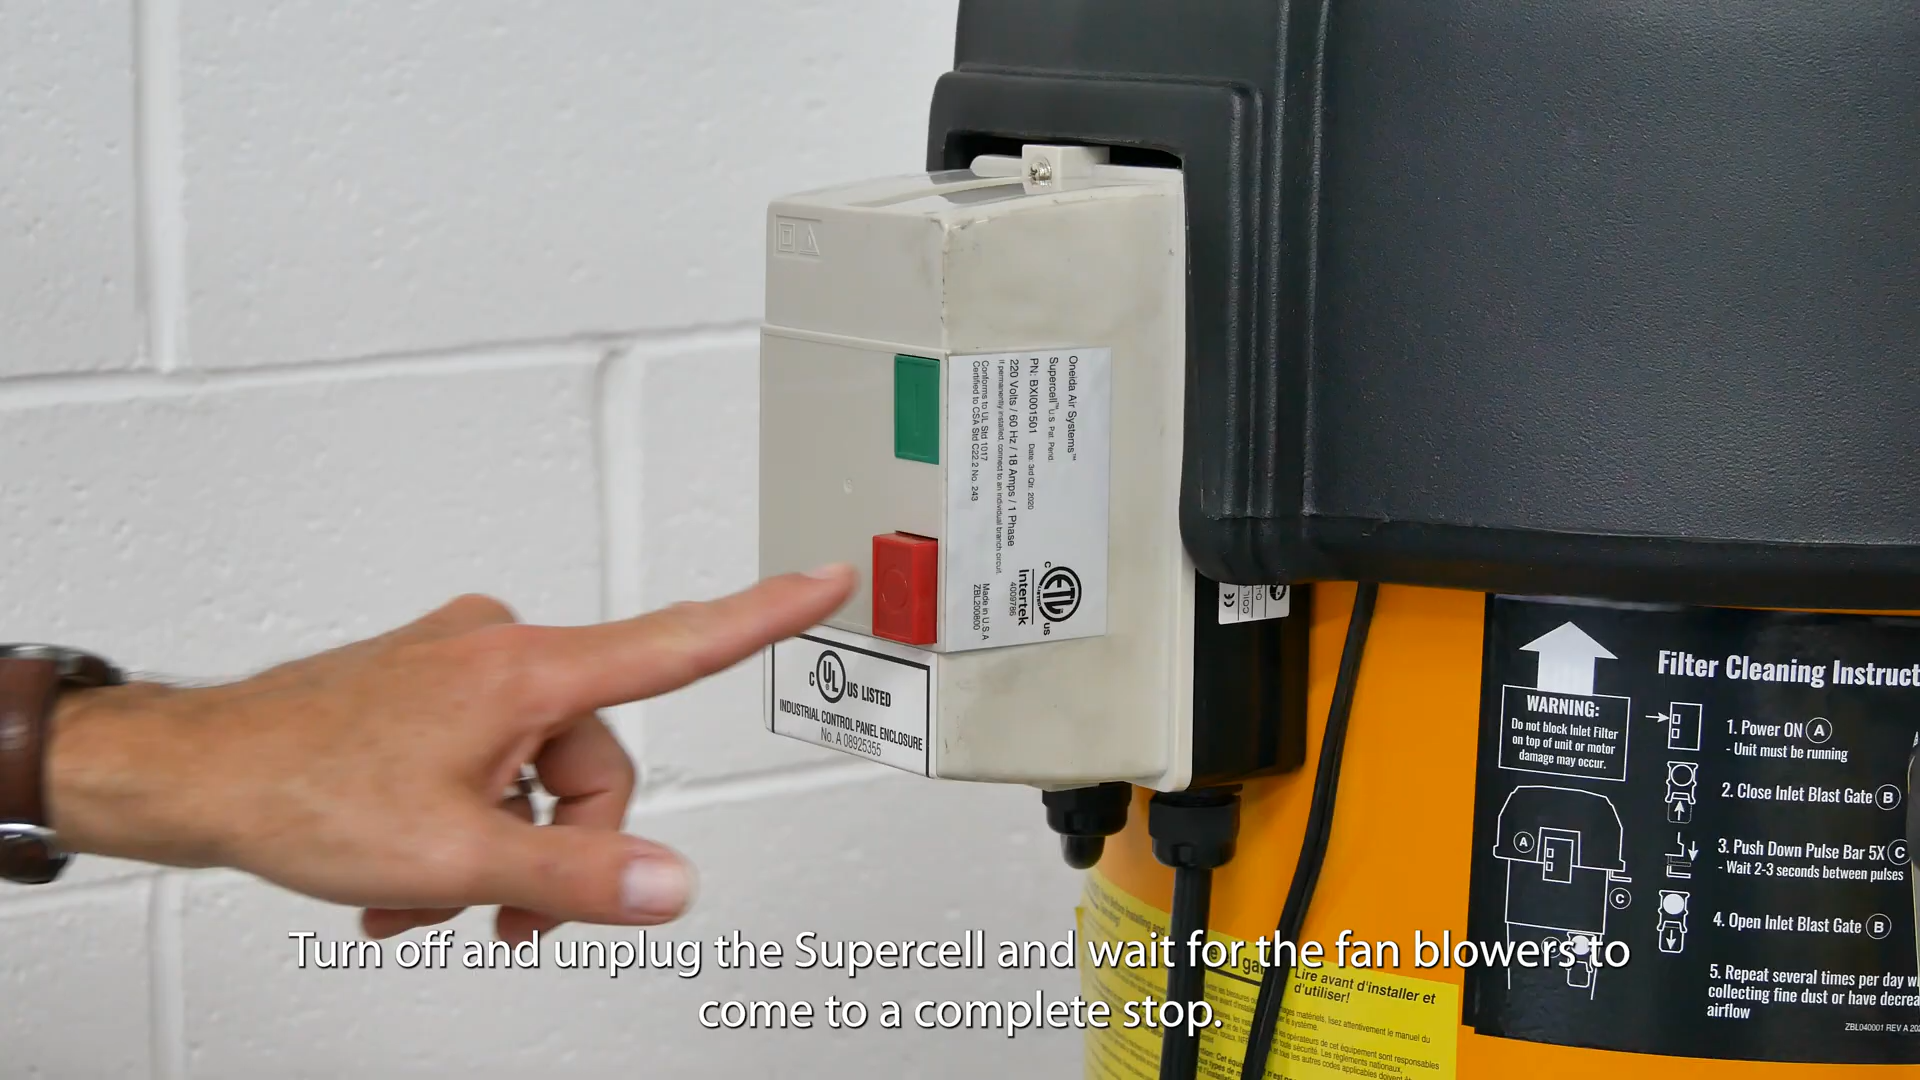 Oneida Air Systems™
Supercell™ U.S. Pat. Pend.
PN: BXI001501 Date: 3rd Qtr. 2020
220 Volts / 60 Hz / 18 Amps / 1 Phase
If permanently installed, connect to an individual branch circuit.
Conforms to UL Std 1017
Certified to CSA Std C22.2 No. 243
C ETL US
Intertek
4009786
Made in U.S.A
ZBL200800
C UL US LISTED
INDUSTRIAL CONTROL PANEL ENCLOSURE
No. A 08925355
WARNING:
Do not block Inlet Filter
on top of unit or motor
damage may occur.
Filter Cleaning Instruct
1. Power ON A
- Unit must be running
2. Close Inlet Blast Gate B
3. Push Down Pulse Bar 5X C
- Wait 2-3 seconds between pulses
4. Open Inlet Blast Gate B
5. Repeat several times per day w
collecting fine dust or have decrea
airflow
ZBL040001 REV A 20
A
C
Lire avant d'installer et
d'utiliser!
Turn off and unplug the Supercell and wait for the fan blowers to
come to a complete stop.